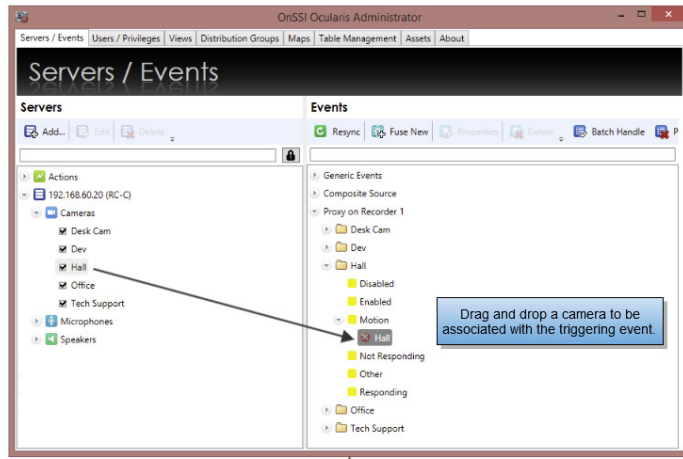 OnSSI Ocularis Administrator
Servers / Events Users / Privileges Views Distribution Groups Maps Table Management Assets About
Servers / Events
Servers
Add... Edit Delete
Actions
192.168.60.20 (RC-C)
Cameras
Desk Cam
Dev
Hall
Office
Tech Support
Microphones
Speakers
Events
Resync Fuse New Properties Delete Batch Handle P
Generic Events
Composite Source
Proxy on Recorder 1
Desk Cam
Dev
Hall
Disabled
Enabled
Motion
Hall
Not Responding
Other
Responding
Office
Tech Support
Drag and drop a camera to be
associated with the triggering event.